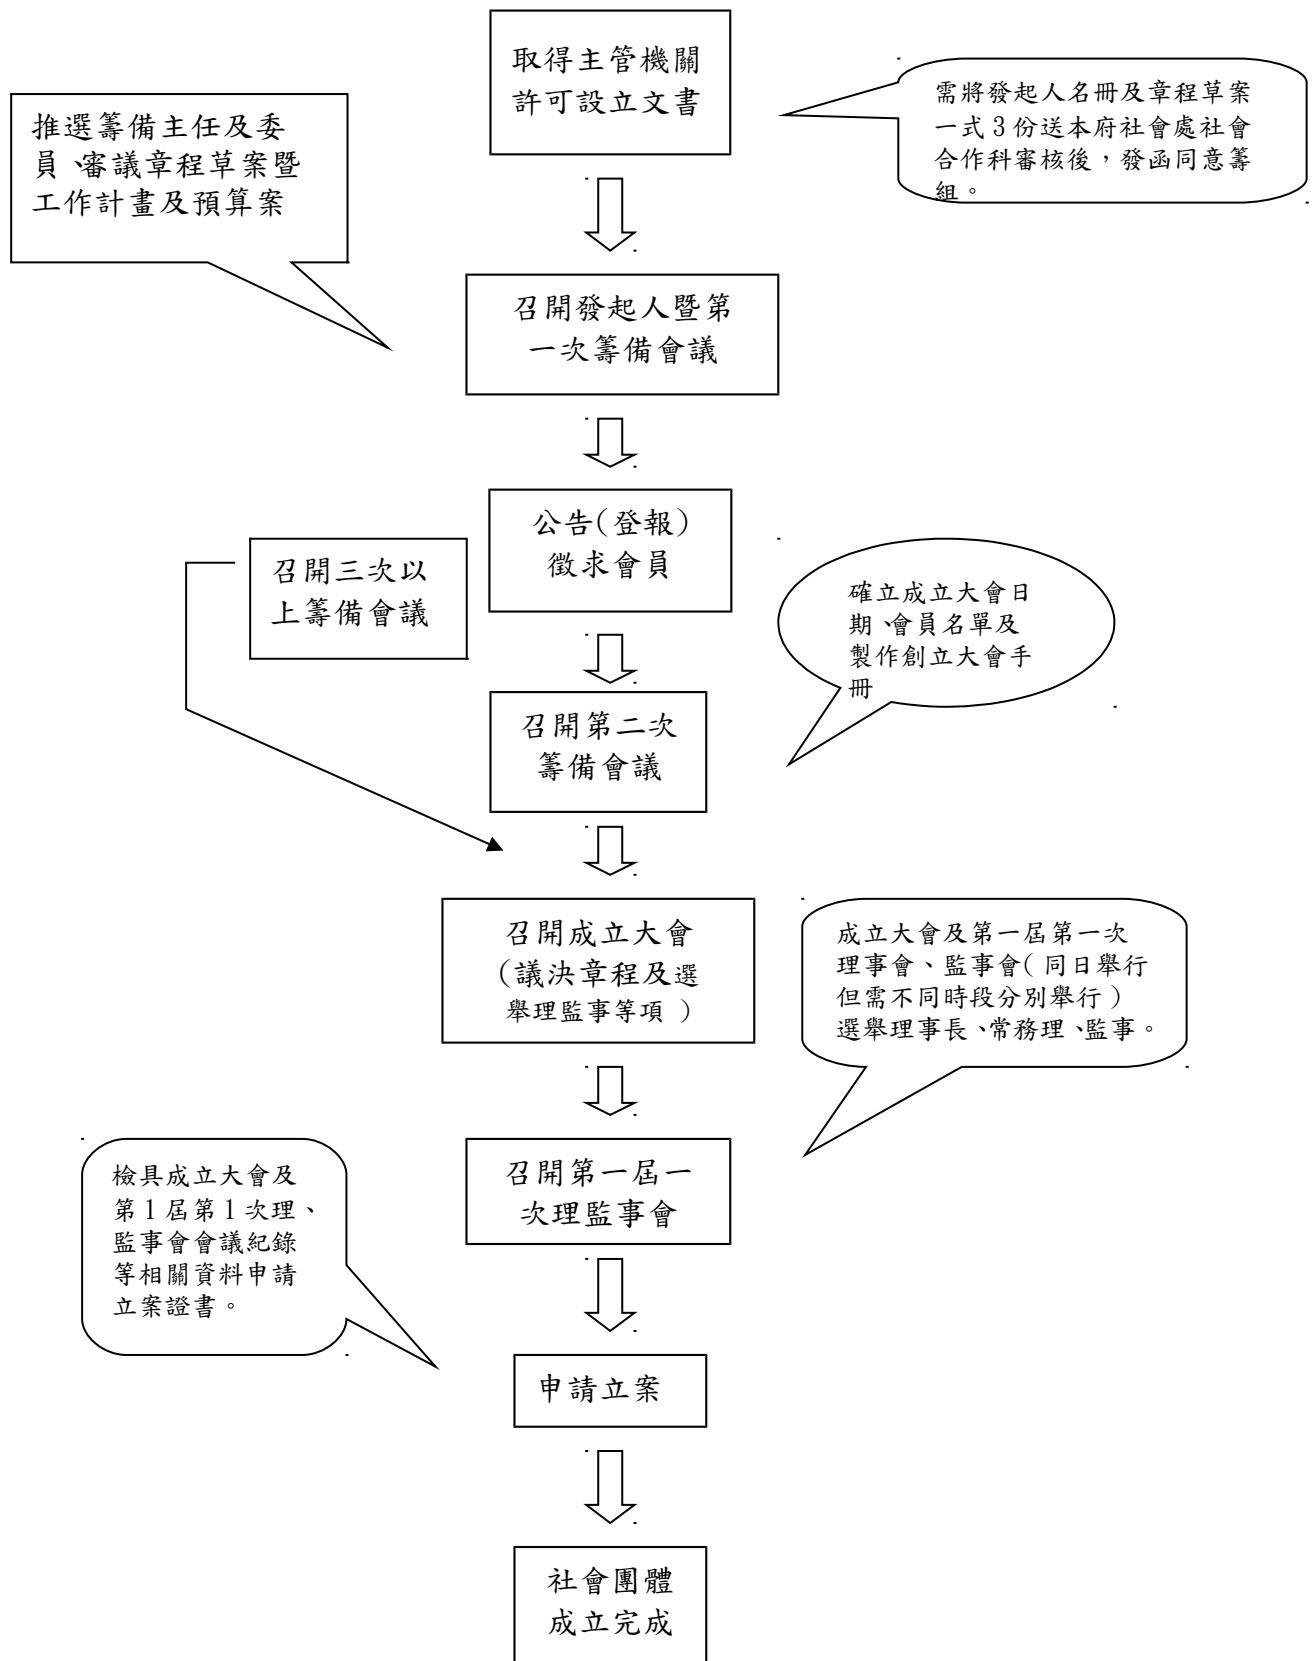 取得主管機關
許可設立文書
需將發起人名冊及章程草案
一式3份送本府社會處社會
合作科審核後，發函同意籌
組。
推選籌備主任及委
員、審議章程草案暨
工作計畫及預算案
召開發起人暨第
一次籌備會議
公告(登報)
徵求會員
召開三次以
上籌備會議
確立成立大會日
期、會員名單及
製作創立大會手
冊
召開第二次
籌備會議
召開成立大會
(議決章程及選
舉理監事等項 )
成立大會及第一屆第一次
理事會、監事會(同日舉行
但需不同時段分別舉行)
選舉理事長、常務理、監事。
召開第一屆一
次理監事會
檢具成立大會及
第1屆第1次理、
監事會會議紀錄
等相關資料申請
立案證書。
申請立案
社會團體
成立完成